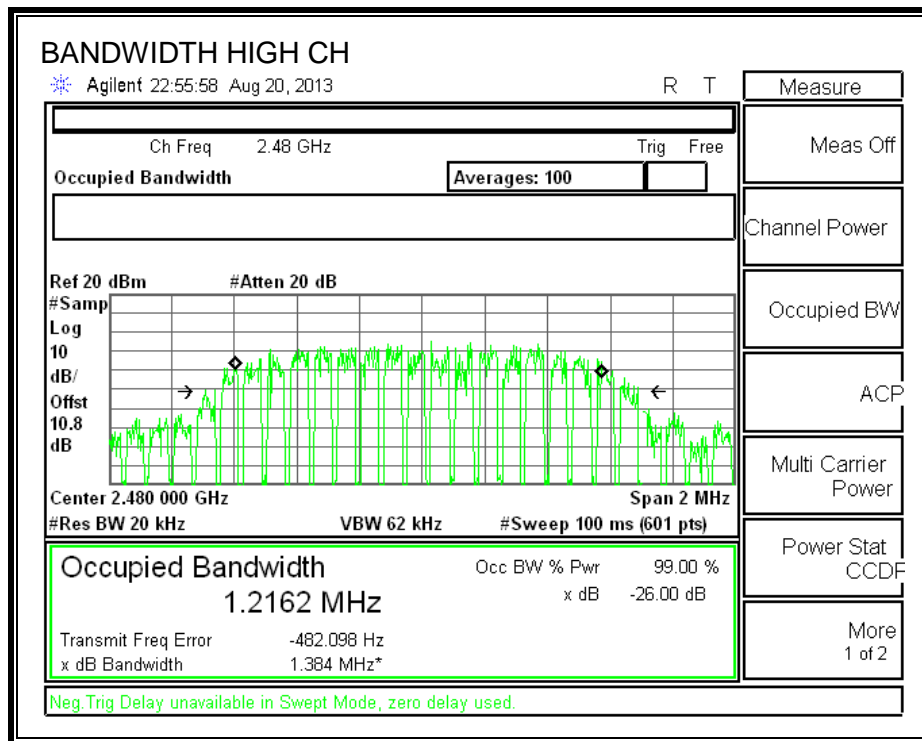 BANDWIDTH HIGH CH
Agilent 22:55:58 Aug 20, 2013 R T
Measure
Ch Freq 2.48 GHz Trig Free
Meas Off
Occupied Bandwidth Averages: 100
Channel Power
Ref 20 dBm #Atten 20 dB
#Samp
Log
10
dB/
Offst
10.8
dB
Occupied BW
ACP
Multi Carrier
Power
Center 2.480 000 GHz Span 2 MHz
#Res BW 20 kHz VBW 62 kHz #Sweep 100 ms (601 pts)
Power Stat
CCDF
Occupied Bandwidth Occ BW % Pwr 99.00 %
1.2162 MHz x dB -26.00 dB
Transmit Freq Error -482.098 Hz
x dB Bandwidth 1.384 MHz*
More
1 of 2
Neg.Trig Delay unavailable in Swept Mode, zero delay used.